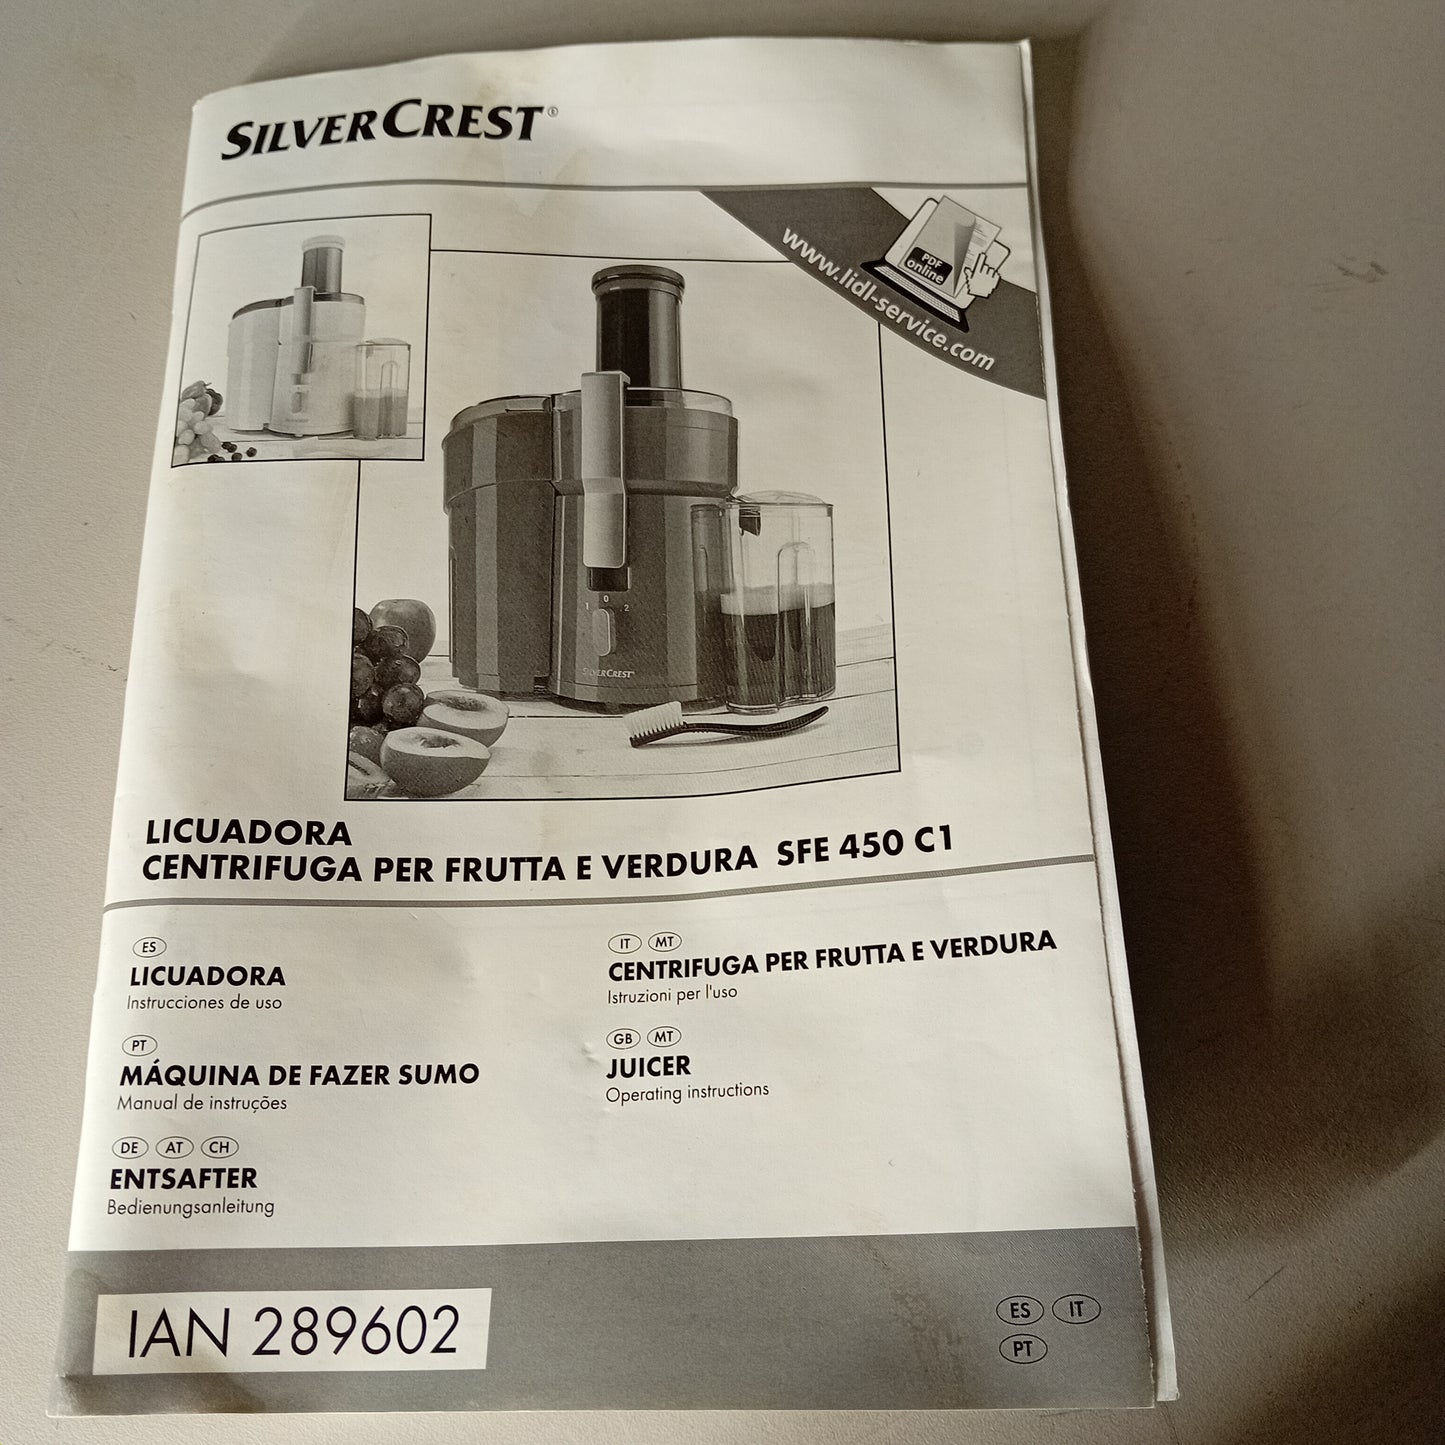 SILVERCREST®
www.lidl-service.com
PDF
online
1 0 2
SILVERCREST
LICUADORA
CENTRIFUGA PER FRUTTA E VERDURA SFE 450 C1
ES
LICUADORA
Instrucciones de uso
PT
MÁQUINA DE FAZER SUMO
Manual de instruções
DE AT CH
ENTSAFTER
Bedienungsanleitung
IT MT
CENTRIFUGA PER FRUTTA E VERDURA
Istruzioni per l'uso
GB MT
JUICER
Operating instructions
IAN 289602
ES IT
PT